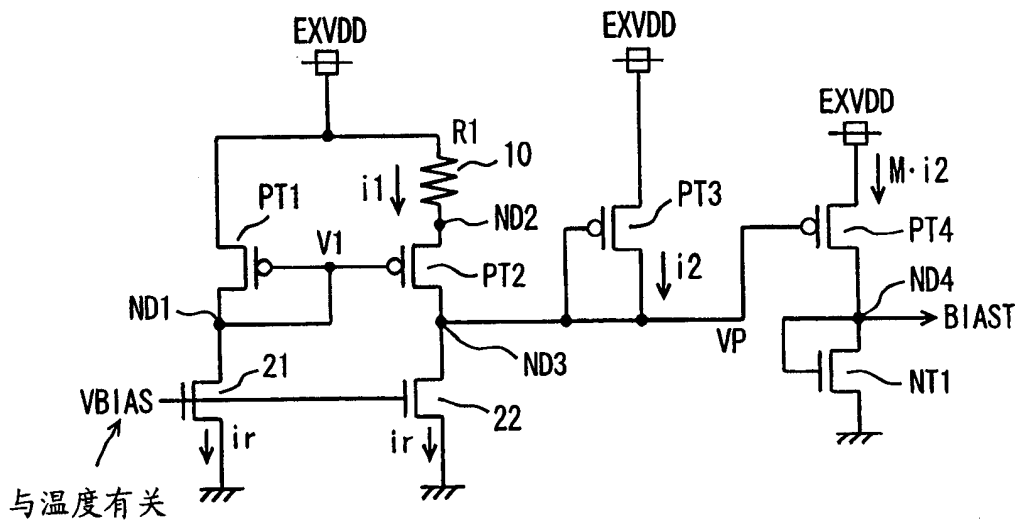 EXVDD
EXVDD
EXVDD
R1
10
i1
PT1
ND2
PT3
M·i2
V1
PT2
PT4
i2
ND1
ND4
BIAST
VP
ND3
21
NT1
VBIAS
22
ir
ir
与温度有关